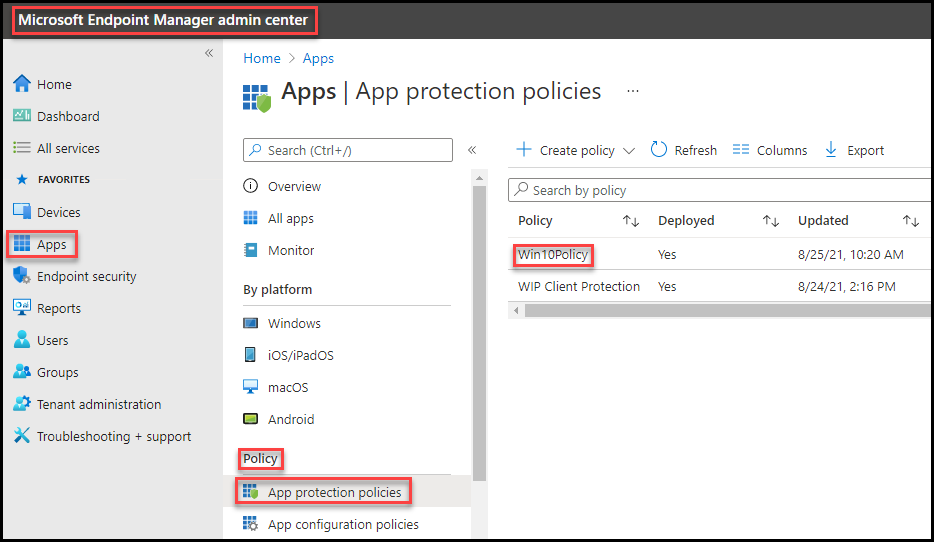 Microsoft Endpoint Manager admin center
«
Home
Dashboard
All services
FAVORITES
Devices
Apps
Endpoint security
Reports
Users
Groups
Tenant administration
Troubleshooting + support
Home > Apps
Apps | App protection policies ...
Search (Ctrl+/) «
Overview
All apps
Monitor
By platform
Windows
iOS/iPadOS
macOS
Android
Policy
App protection policies
App configuration policies
Create policy Refresh Columns Export
Search by policy
Policy ↑↓ Deployed ↑↓ Updated ↑↓
Win10Policy Yes 8/25/21, 10:20 AM
WIP Client Protection Yes 8/24/21, 2:16 PM